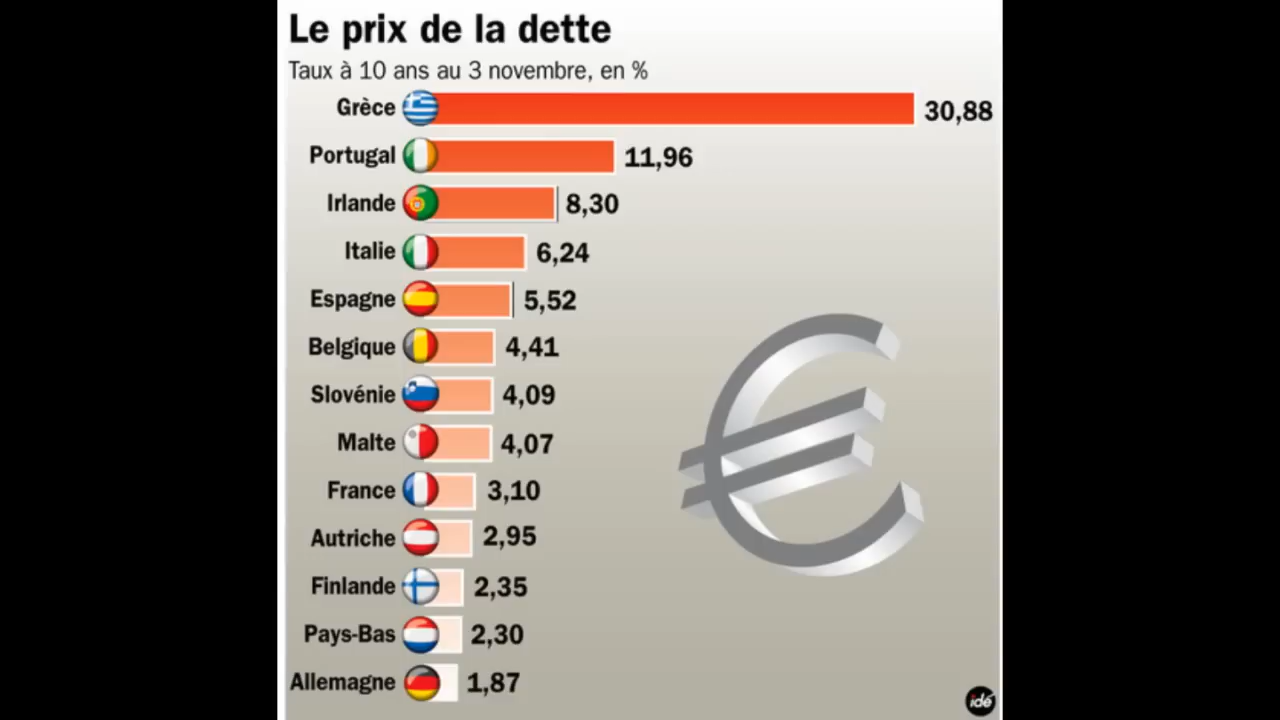 Le prix de la dette
Taux à 10 ans au 3 novembre, en %
Grèce 30,88
Portugal 11,96
Irlande 8,30
Italie 6,24
Espagne 5,52
Belgique 4,41
Slovénie 4,09
Malte 4,07
France 3,10
Autriche 2,95
Finlande 2,35
Pays-Bas 2,30
Allemagne 1,87
idé